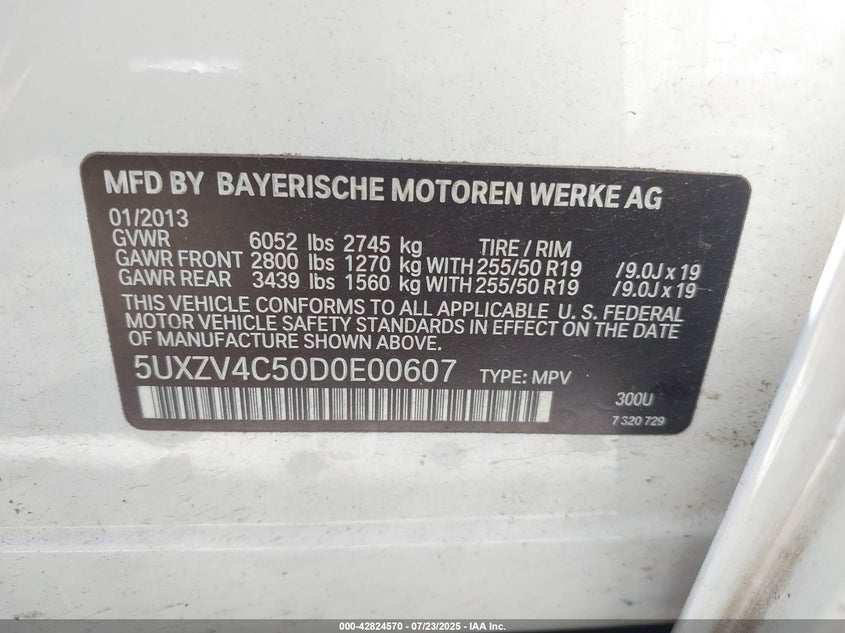 MFD BY BAYERISCHE MOTOREN WERKE AG
01/2013
GVWR 6052 lbs 2745 kg TIRE / RIM
GAWR FRONT 2800 lbs 1270 kg WITH 255/50 R19 /9.0J x 19
GAWR REAR 3439 lbs 1560 kg WITH 255/50 R19 /9.0J x 19
THIS VEHICLE CONFORMS TO ALL APPLICABLE U. S. FEDERAL
MOTOR VEHICLE SAFETY STANDARDS IN EFFECT ON THE DATE
OF MANUFACTURE SHOWN ABOVE.
5UXZV4C50D0E00607 TYPE: MPV
300U
7 320 729
000-42824570 | 07/23/2025 - IAA Inc.